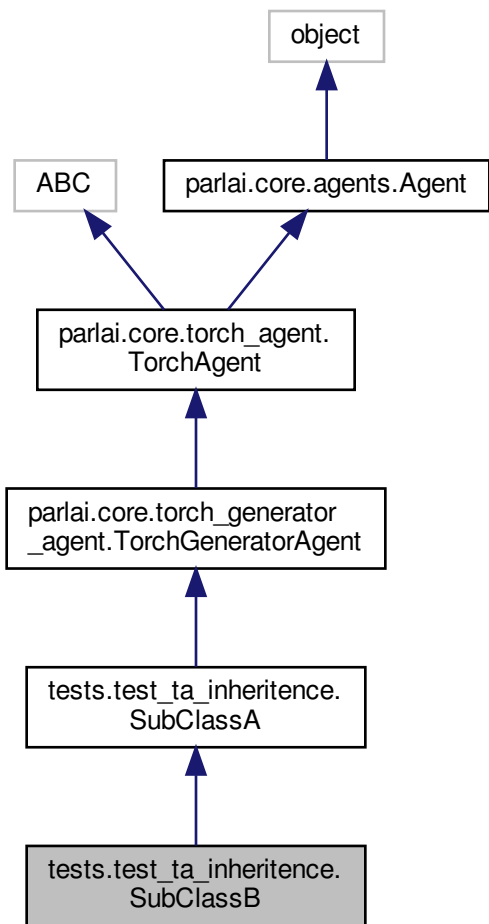 object
ABC
parlai.core.agents.Agent
parlai.core.torch_agent.
TorchAgent
parlai.core.torch_generator
_agent.TorchGeneratorAgent
tests.test_ta_inheritence.
SubClassA
tests.test_ta_inheritence.
SubClassB